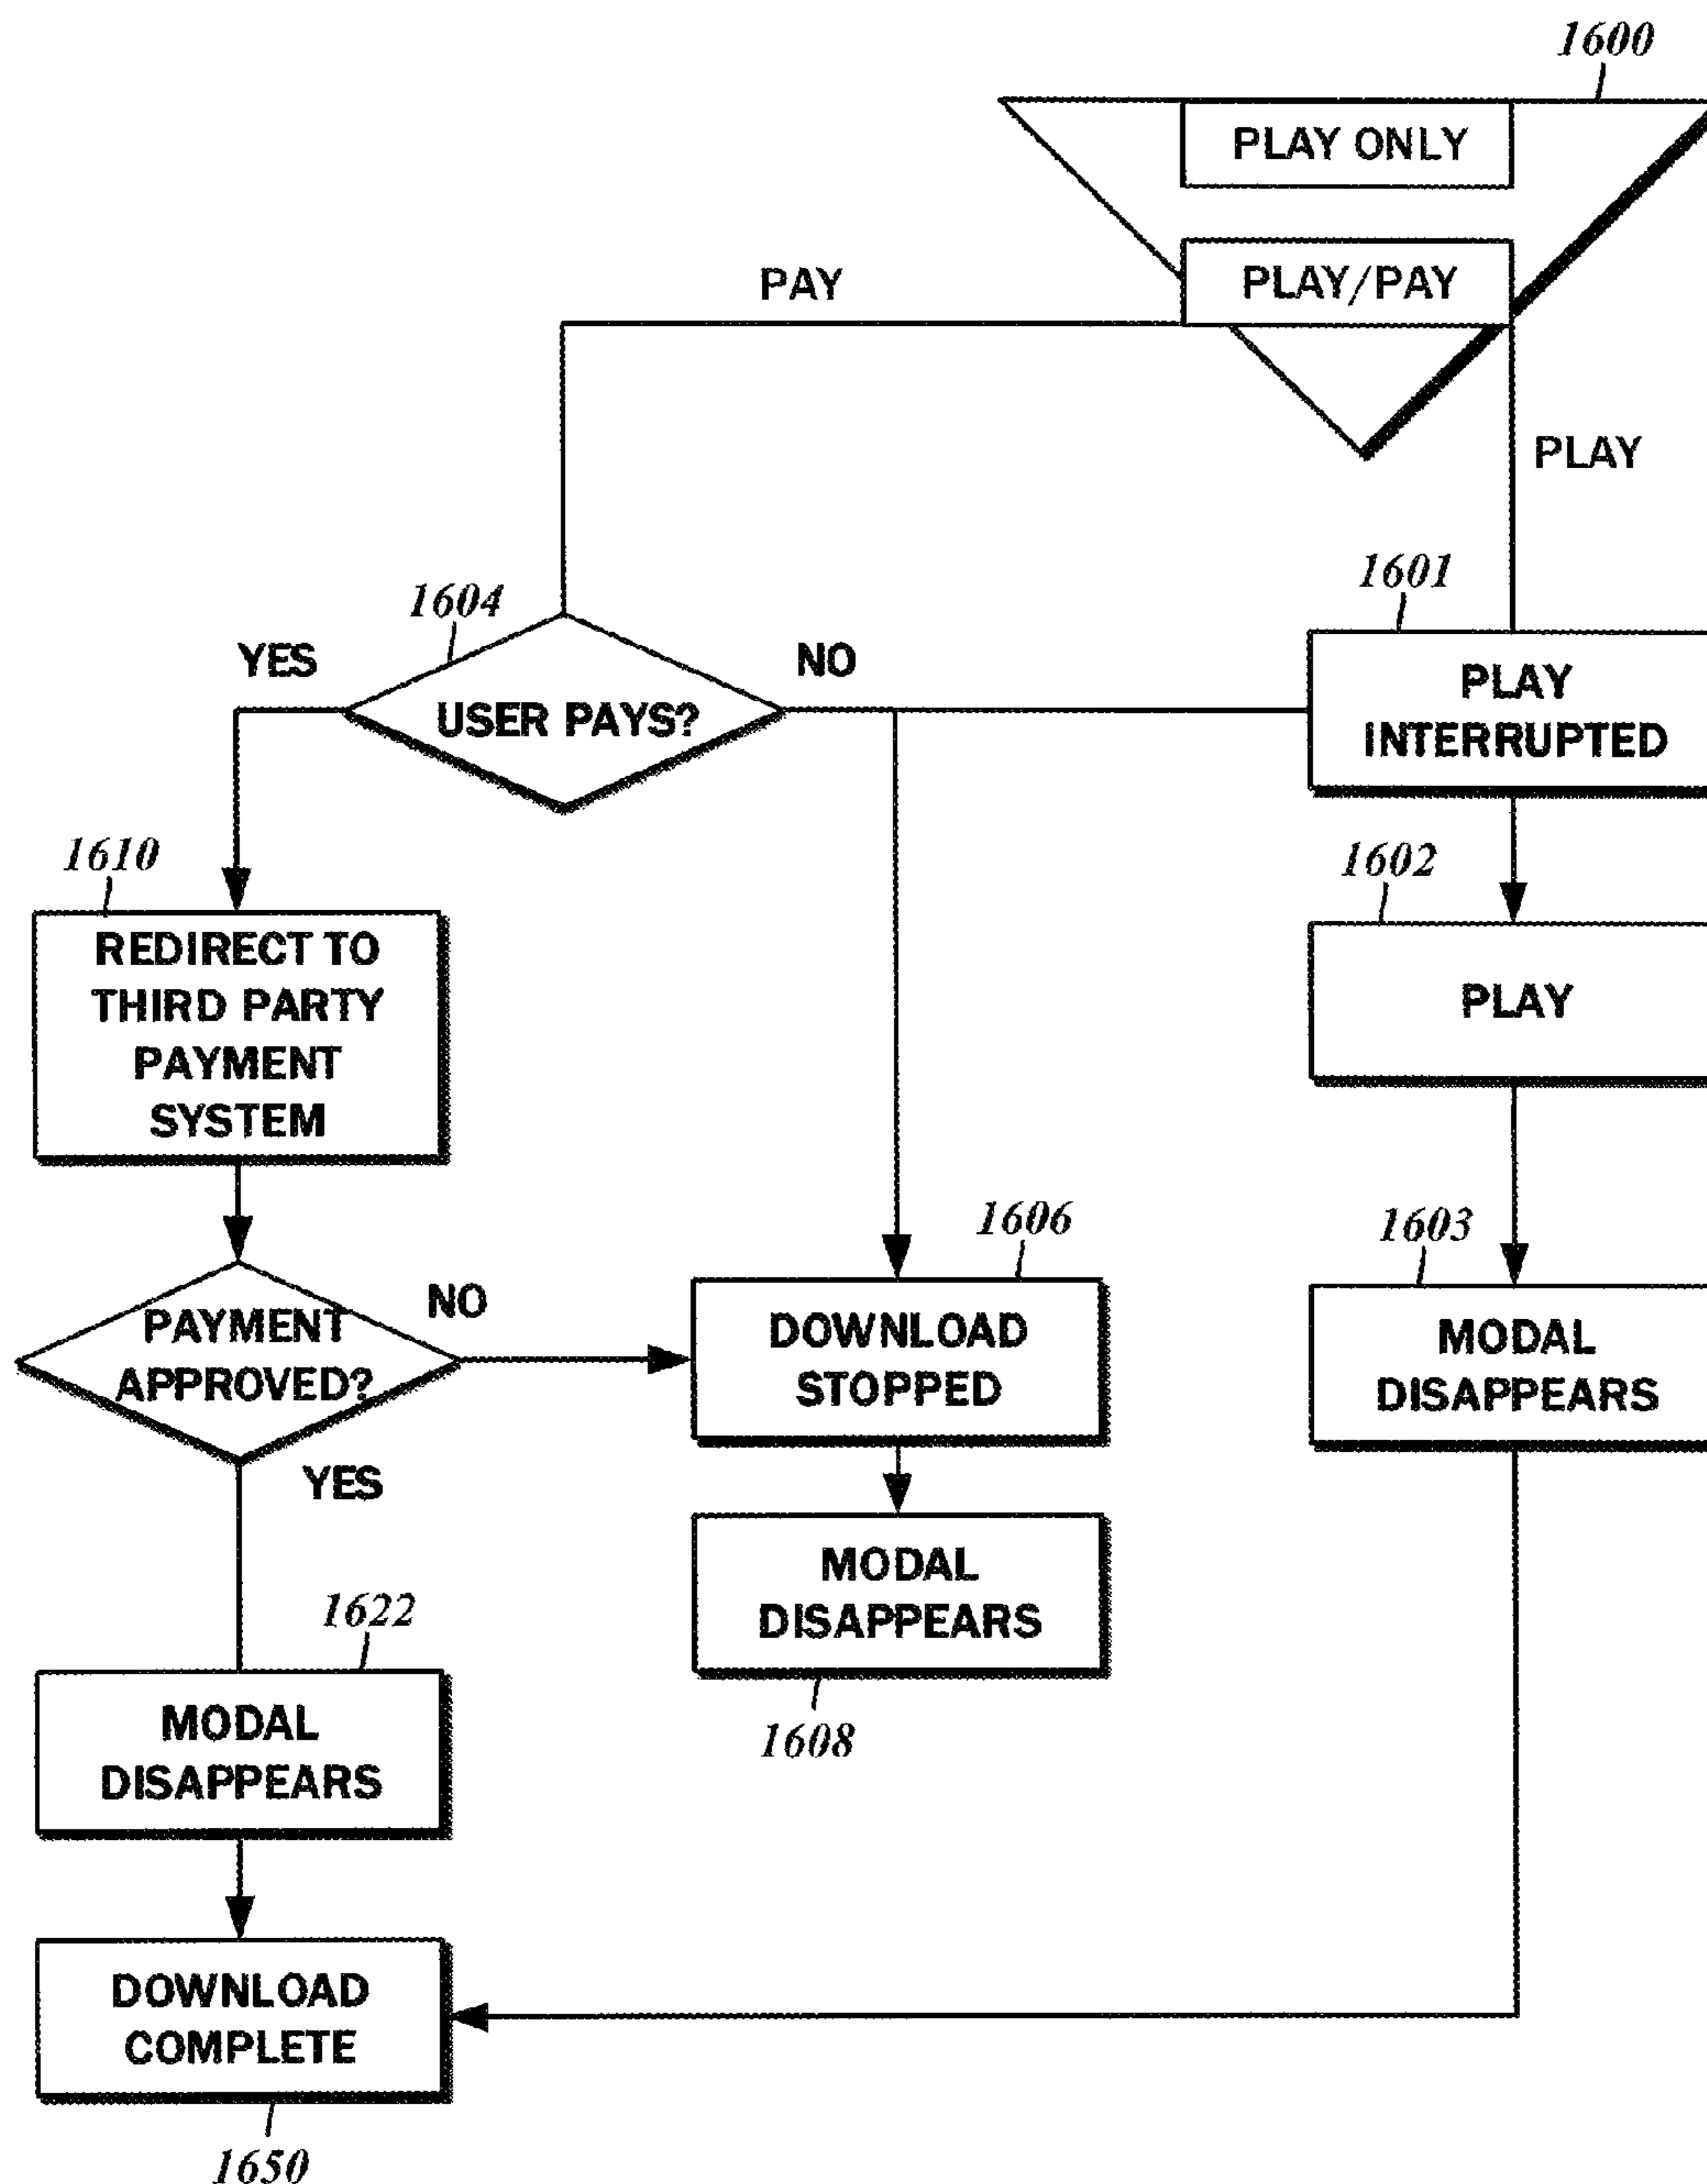 1600
PLAY ONLY
PLAY/PAY
PAY
PLAY
1604
1601
YES
NO
USER PAYS?
PLAY
INTERRUPTED
1610
1602
REDIRECT TO
THIRD PARTY
PAYMENT
SYSTEM
PLAY
1606
1603
PAYMENT
APPROVED?
NO
DOWNLOAD
STOPPED
MODAL
DISAPPEARS
YES
MODAL
DISAPPEARS
1608
1622
MODAL
DISAPPEARS
DOWNLOAD
COMPLETE
1650